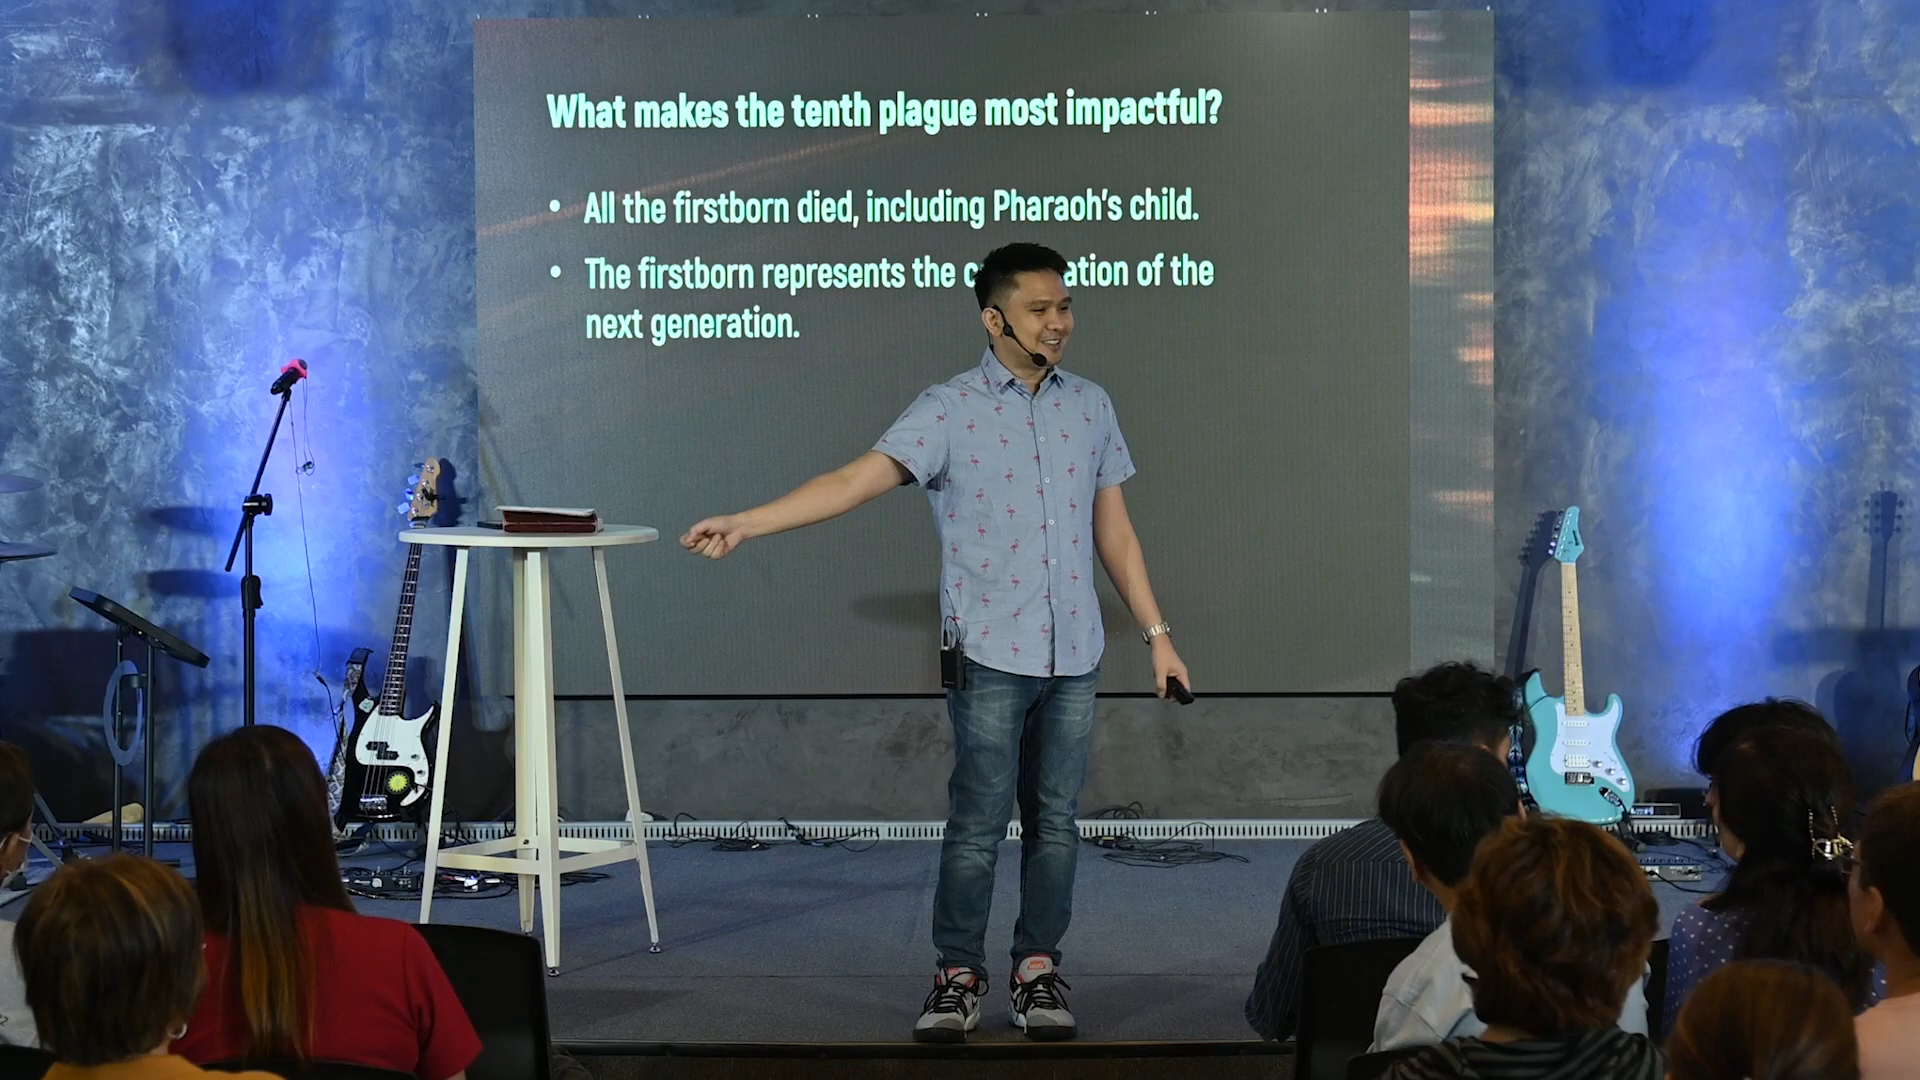 What makes the tenth plague most impactful?
• All the firstborn died, including Pharaoh's child.
• The firstborn represents the ation of the
next generation.